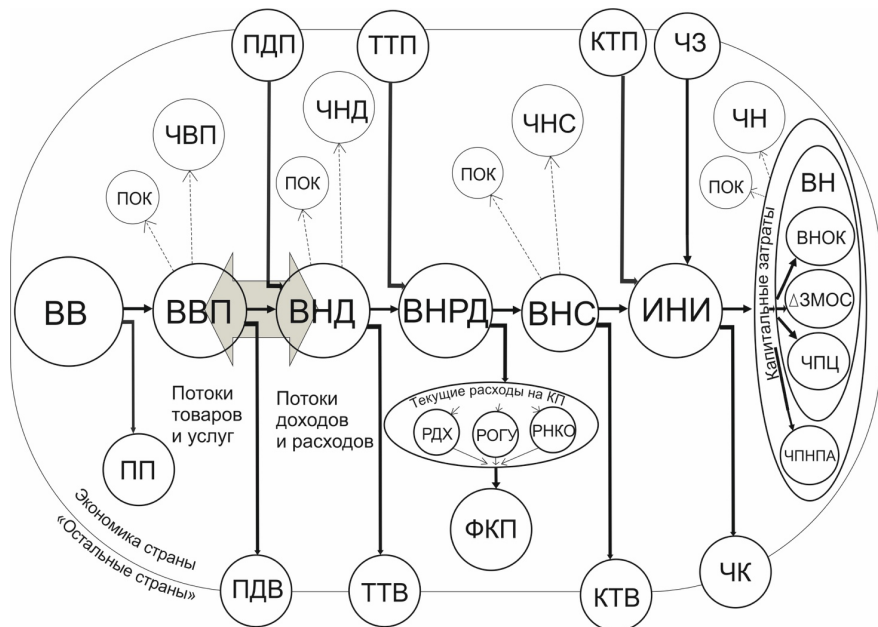 ПДП
ТТП
КТП
ЧЗ
ЧВП
ЧНД
ЧНС
ЧН
ПОК
ПОК
ПОК
ПОК
ВН
ВНОК
ΔЗМОС
ЧПЦ
ЧПНПА
Капитальные затраты
ВВ
ВВП
ВНД
ВНРД
ВНС
ИНИ
Потоки
товаров
и услуг
Потоки
доходов
и расходов
Текущие расходы на КП
РДХ
РОГУ
РНКО
ПП
ФКП
Экономика страны
«Остальные страны»
ПДВ
ТТВ
КТВ
ЧК